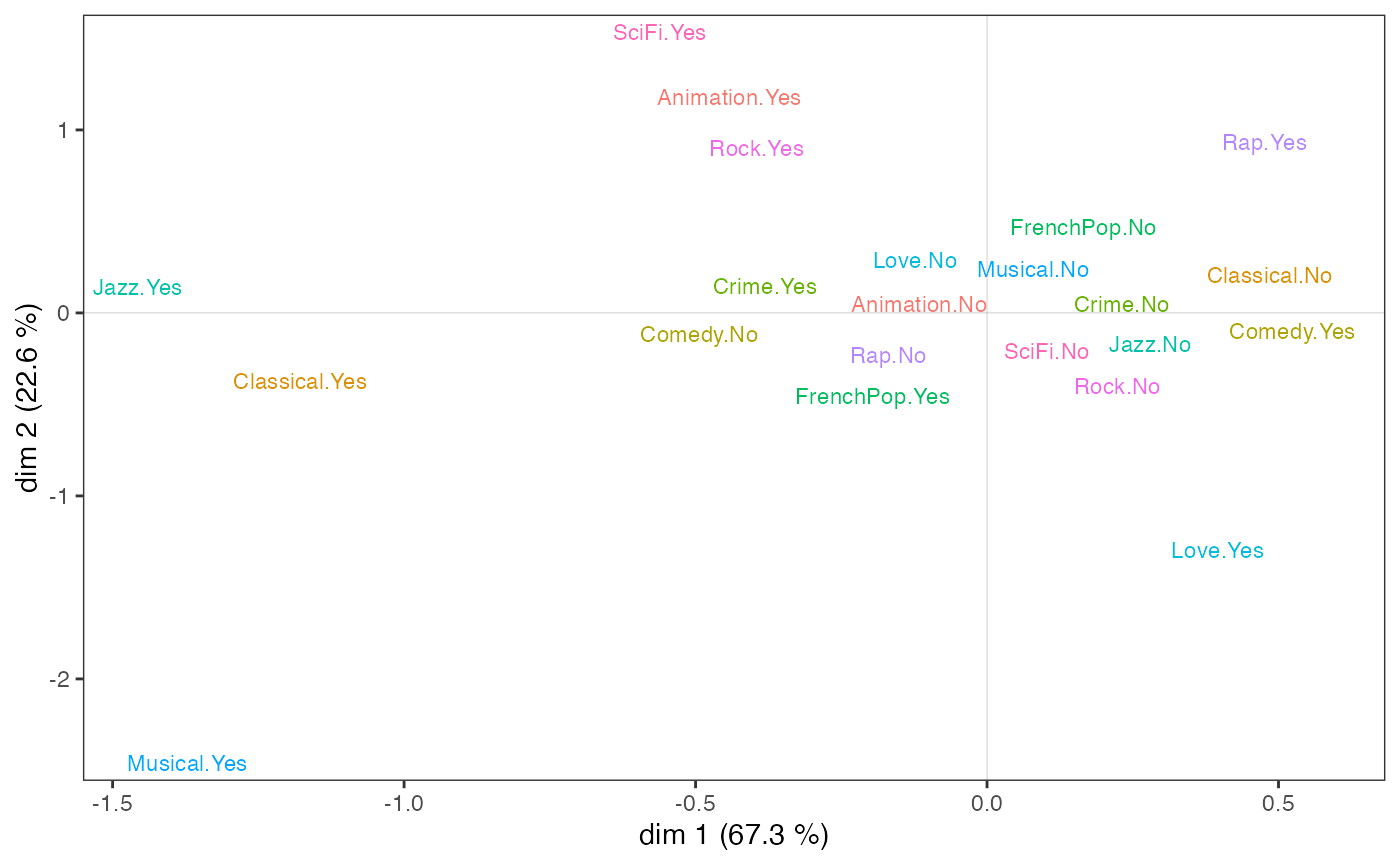 SciFi.Yes
Animation.Yes
1
Rap.Yes
Rock.Yes
FrenchPop.No
Love.No
Musical.No
Classical.No
Jazz.Yes
Crime.Yes
Animation.No
Crime.No
0
Comedy.No
Comedy.Yes
Jazz.No
SciFi.No
Rap.No
Classical.Yes
Rock.No
FrenchPop.Yes
dim 2 (22.6 %)
-1
Love.Yes
-2
Musical.Yes
-1.5 -1.0 -0.5 0.0 0.5
dim 1 (67.3 %)